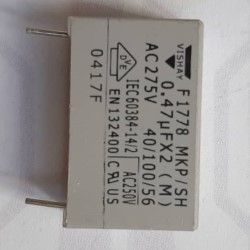 VISHAY
F1778 MKP/SH
0.47µFX2 (M)
AC275V 40/100/56
IEC60384-14/2 AC250V
EN132400
0417F